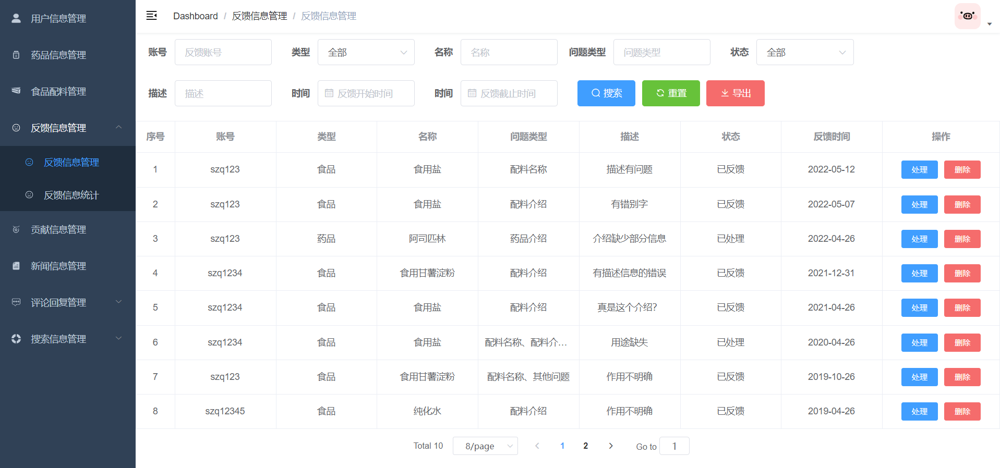 用户信息管理
药品信息管理
食品配料管理
反馈信息管理
反馈信息管理
反馈信息统计
贡献信息管理
新闻信息管理
评论回复管理
搜索信息管理
Dashboard / 反馈信息管理 / 反馈信息管理
账号 反馈账号 类型 全部 名称 名称 问题类型 问题类型 状态 全部
描述 描述 时间 反馈开始时间 时间 反馈截止时间 搜索 重置 导出
序号 账号 类型 名称 问题类型 描述 状态 反馈时间 操作
1 szq123 食品 食用盐 配料名称 描述有问题 已反馈 2022-05-12 处理 删除
2 szq123 食品 食用盐 配料介绍 有错别字 已反馈 2022-05-07 处理 删除
3 szq123 药品 阿司匹林 药品介绍 介绍缺少部分信息 已处理 2022-04-26 处理 删除
4 szq1234 食品 食用甘薯淀粉 配料介绍 有描述信息的错误 已反馈 2021-12-31 处理 删除
5 szq1234 食品 食用盐 配料介绍 真是这个介绍? 已反馈 2021-04-26 处理 删除
6 szq1234 食品 食用盐 配料名称、配料介... 用途缺失 已处理 2020-04-26 处理 删除
7 szq123 食品 食用甘薯淀粉 配料名称、其他问题 作用不明确 已反馈 2019-10-26 处理 删除
8 szq12345 食品 纯化水 配料介绍 作用不明确 已反馈 2019-04-26 处理 删除
Total 10 8/page 1 2 Go to 1